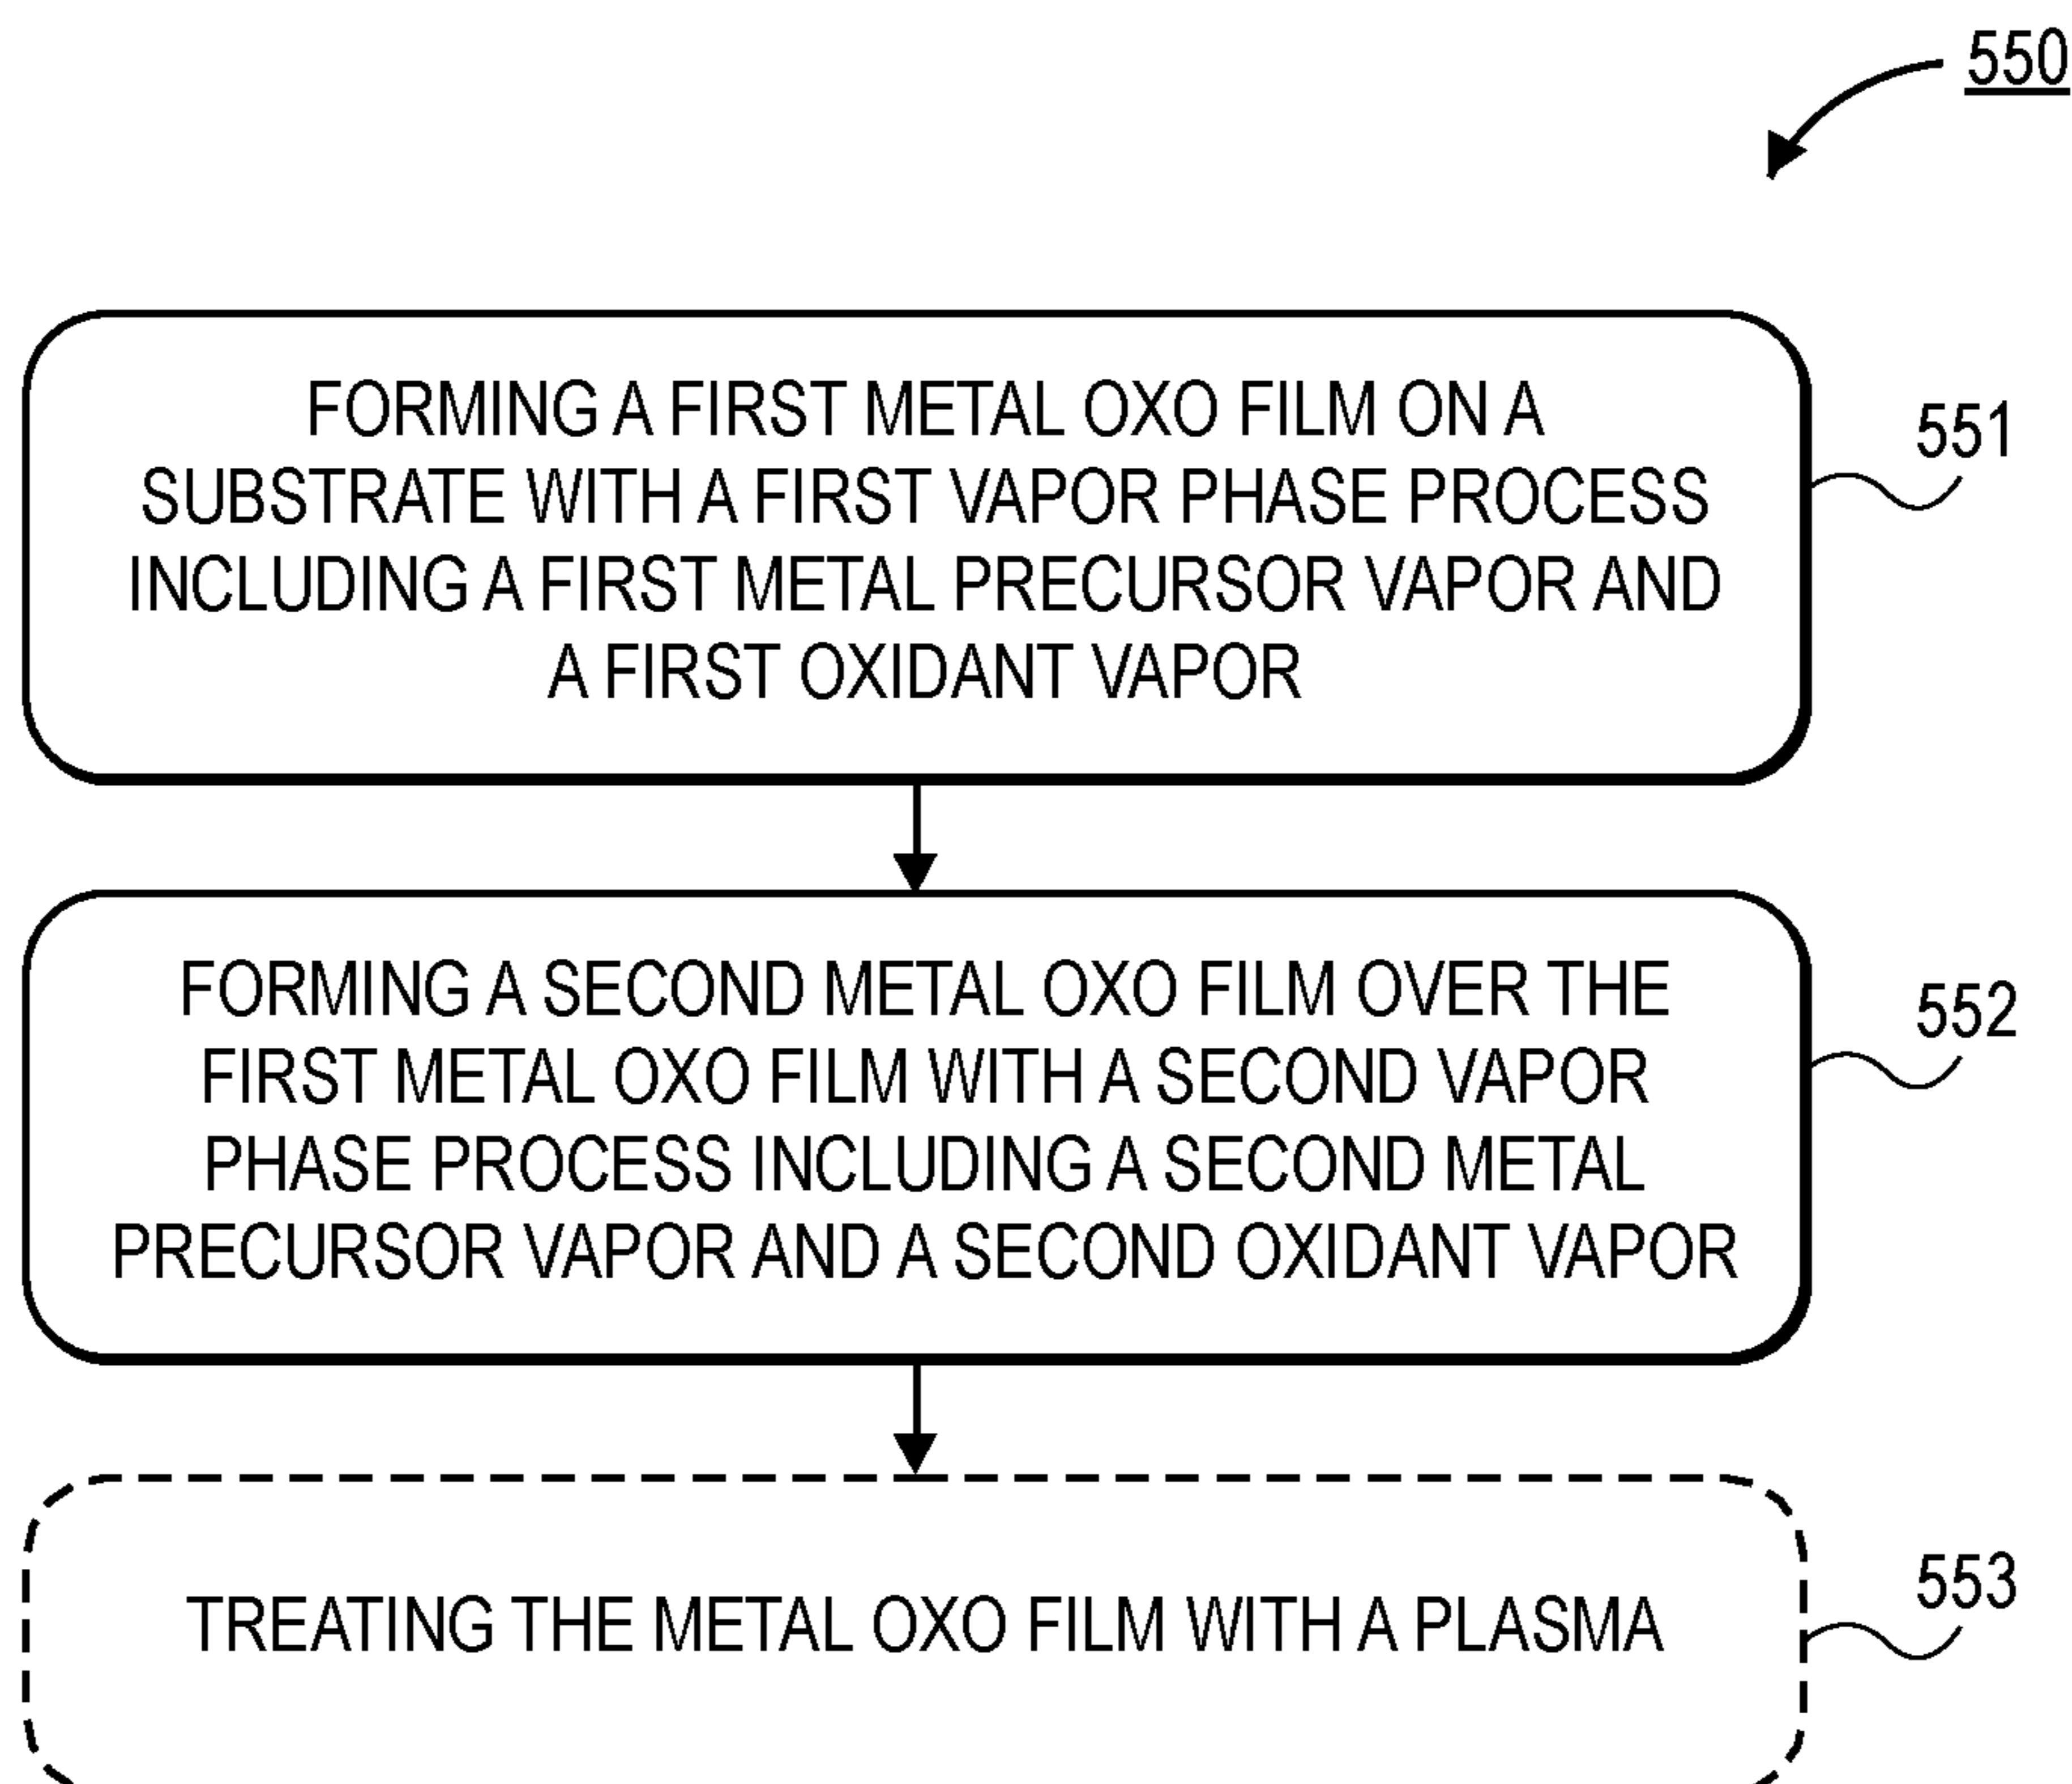 550
FORMING A FIRST METAL OXO FILM ON A
SUBSTRATE WITH A FIRST VAPOR PHASE PROCESS
INCLUDING A FIRST METAL PRECURSOR VAPOR AND
A FIRST OXIDANT VAPOR
551
FORMING A SECOND METAL OXO FILM OVER THE
FIRST METAL OXO FILM WITH A SECOND VAPOR
PHASE PROCESS INCLUDING A SECOND METAL
PRECURSOR VAPOR AND A SECOND OXIDANT VAPOR
552
TREATING THE METAL OXO FILM WITH A PLASMA
553